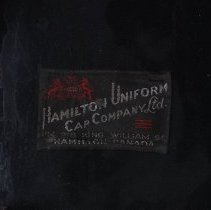 HAMILTON UNIFORM
CAP COMPANY Ltd.
KING WILLIAM St.
HAMILTON, CANADA